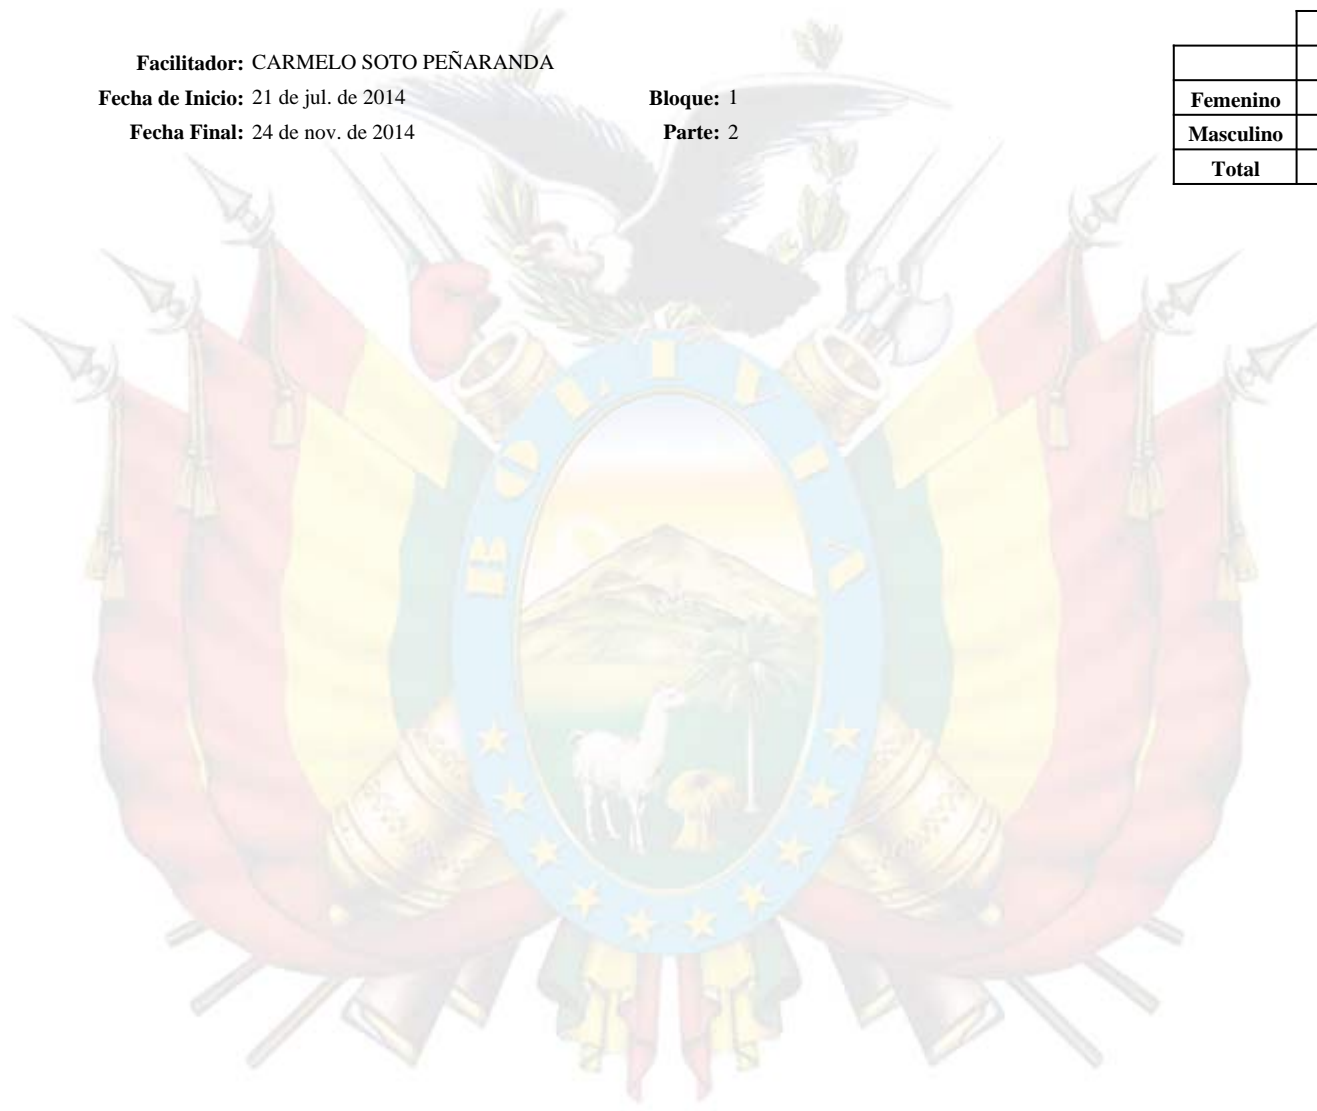 Facilitador: CARMELO SOTO PEÑARANDA
Fecha de Inicio: 21 de jul. de 2014 Bloque: 1
Fecha Final: 24 de nov. de 2014 Parte: 2
Femenino
Masculino
Total
BOLIVIA